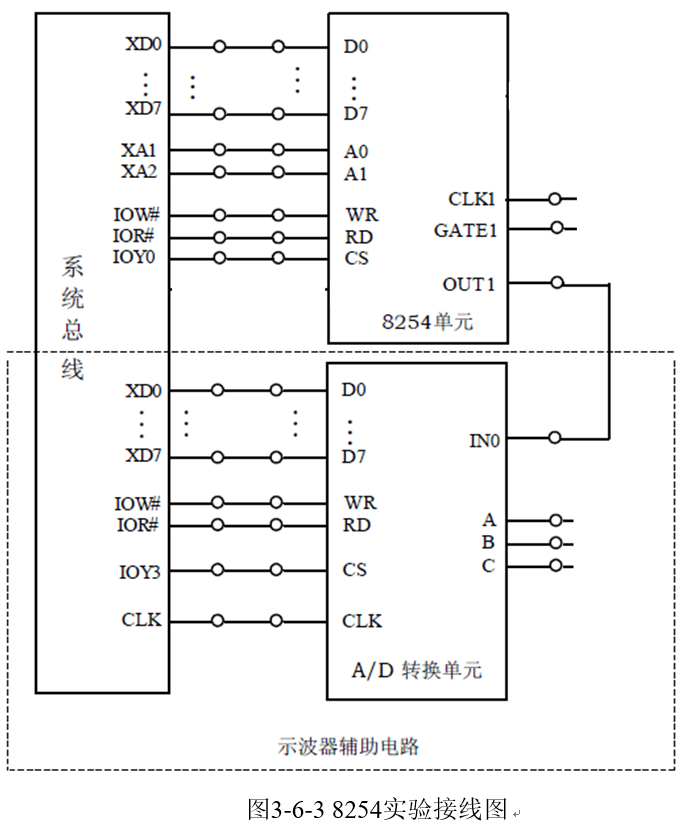 XD0 D0
XD7 D7
XA1 A0
XA2 A1
CLK1
IOW# WR
GATE1
IOR# RD
IOY0 CS
OUT1
8254单元
系统总线
XD0 D0
IN0
XD7 D7
IOW# WR
A
IOR# RD
B
C
IOY3 CS
CLK CLK
A/D 转换单元
示波器辅助电路
图3-6-3 8254实验接线图